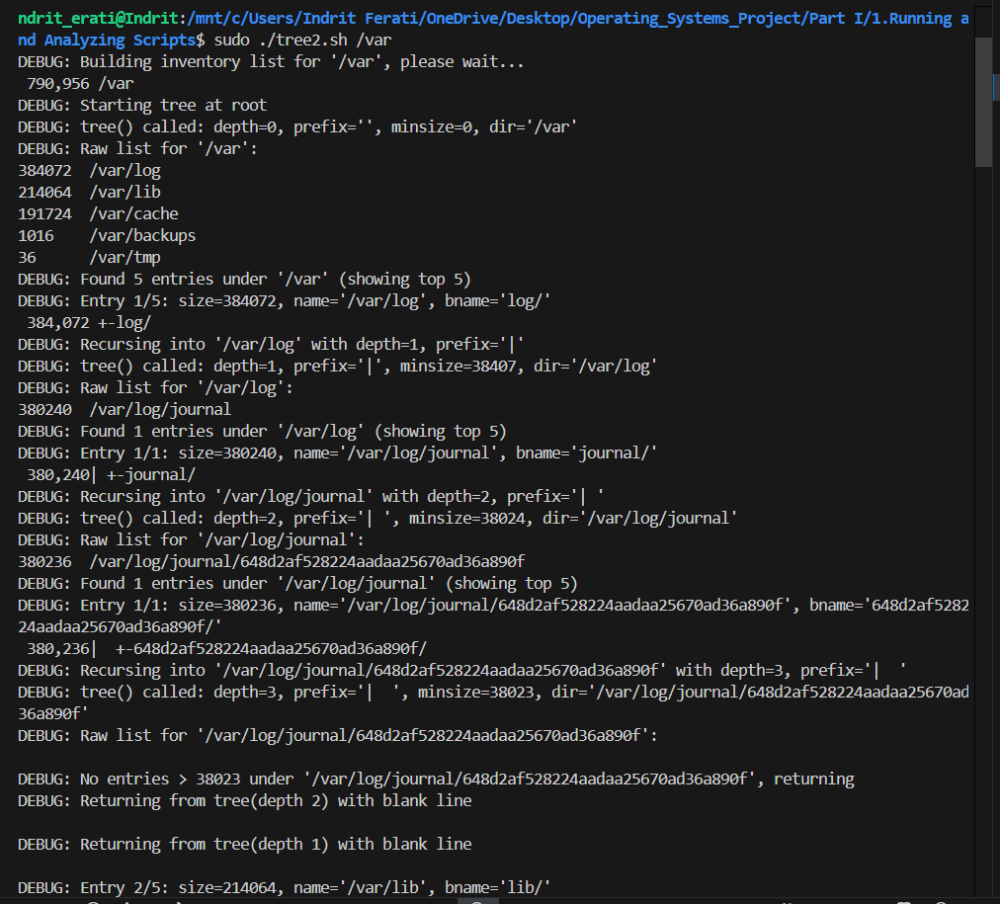 ndrit_erati@Indrit:/mnt/c/Users/Indrit Ferati/OneDrive/Desktop/Operating_Systems_Project/Part I/1.Running a
nd Analyzing Scripts$ sudo ./tree2.sh /var
DEBUG: Building inventory list for '/var', please wait...
 790,956 /var
DEBUG: Starting tree at root
DEBUG: tree() called: depth=0, prefix='', minsize=0, dir='/var'
DEBUG: Raw list for '/var':
384072  /var/log
214064  /var/lib
191724  /var/cache
1016    /var/backups
36      /var/tmp
DEBUG: Found 5 entries under '/var' (showing top 5)
DEBUG: Entry 1/5: size=384072, name='/var/log', bname='log/'
 384,072 +-log/
DEBUG: Recursing into '/var/log' with depth=1, prefix='|'
DEBUG: tree() called: depth=1, prefix='|', minsize=38407, dir='/var/log'
DEBUG: Raw list for '/var/log':
380240  /var/log/journal
DEBUG: Found 1 entries under '/var/log' (showing top 5)
DEBUG: Entry 1/1: size=380240, name='/var/log/journal', bname='journal/'
 380,240| +-journal/
DEBUG: Recursing into '/var/log/journal' with depth=2, prefix='| '
DEBUG: tree() called: depth=2, prefix='| ', minsize=38024, dir='/var/log/journal'
DEBUG: Raw list for '/var/log/journal':
380236  /var/log/journal/648d2af528224aadaa25670ad36a890f
DEBUG: Found 1 entries under '/var/log/journal' (showing top 5)
DEBUG: Entry 1/1: size=380236, name='/var/log/journal/648d2af528224aadaa25670ad36a890f', bname='648d2af5282
24aadaa25670ad36a890f/'
 380,236|  +-648d2af528224aadaa25670ad36a890f/
DEBUG: Recursing into '/var/log/journal/648d2af528224aadaa25670ad36a890f' with depth=3, prefix='|  '
DEBUG: tree() called: depth=3, prefix='|  ', minsize=38023, dir='/var/log/journal/648d2af528224aadaa25670ad
36a890f'
DEBUG: Raw list for '/var/log/journal/648d2af528224aadaa25670ad36a890f':

DEBUG: No entries > 38023 under '/var/log/journal/648d2af528224aadaa25670ad36a890f', returning
DEBUG: Returning from tree(depth 2) with blank line

DEBUG: Returning from tree(depth 1) with blank line

DEBUG: Entry 2/5: size=214064, name='/var/lib', bname='lib/'